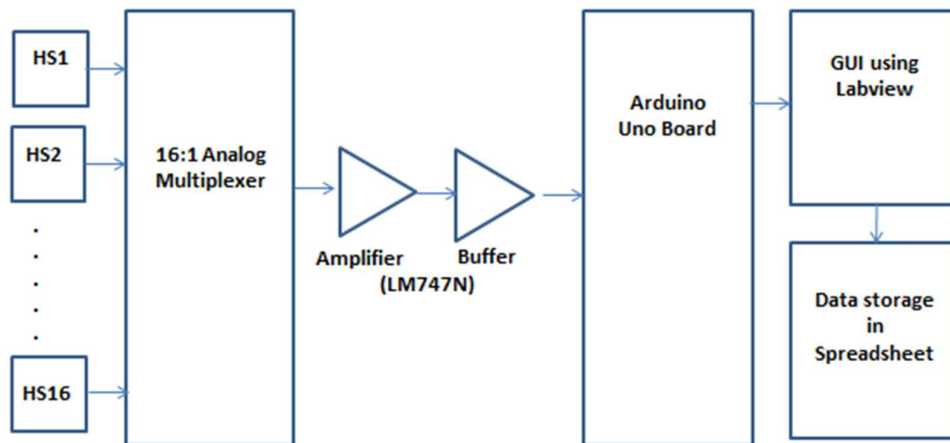 HS1
HS2
HS16
16:1 Analog
Multiplexer
Amplifier
Buffer
(LM747N)
Arduino
Uno Board
GUI using
Labview
Data storage
in
Spreadsheet